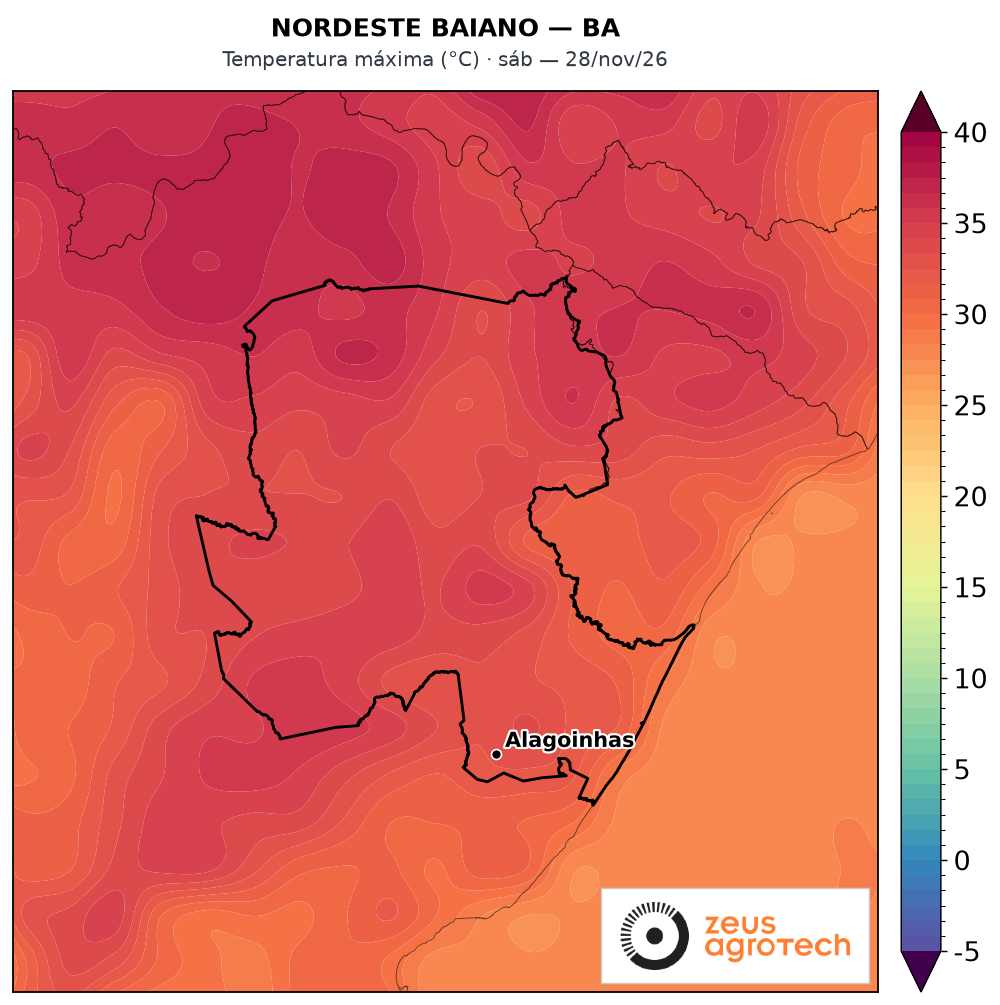 NORDESTE BAIANO — BA
Temperatura máxima (°C) · sáb — 28/nov/26
40
35
30
25
20
15
10
5
0
-5
Alagoinhas
zeus
agrotech